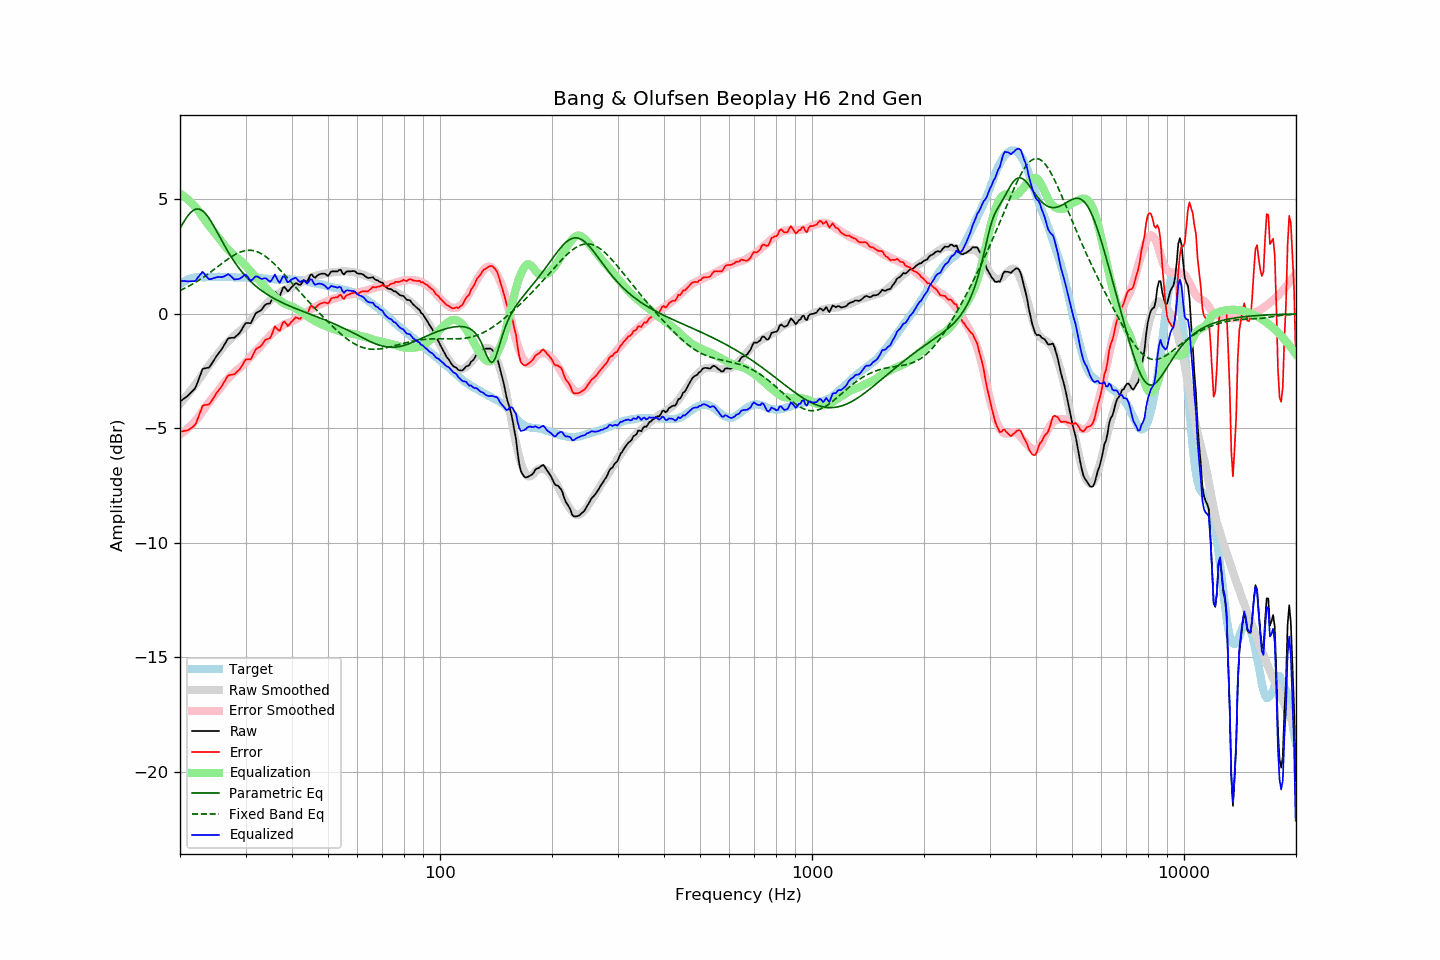 Bang & Olufsen Beoplay H6 2nd Gen
5
0
−5
−10
−15
−20
Amplitude (dBr)
Target
Raw Smoothed
Error Smoothed
Raw
Error
Equalization
Parametric Eq
Fixed Band Eq
Equalized
100
1000
10000
Frequency (Hz)